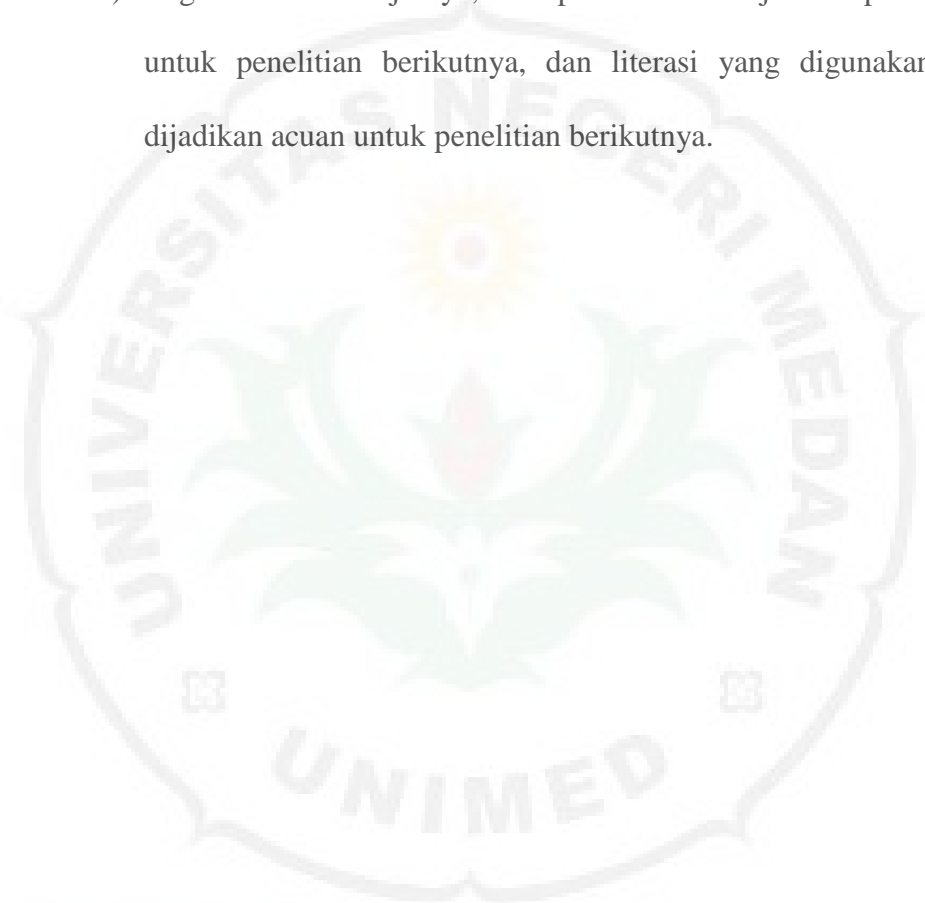 untuk penelitian berikutnya, dan literasi yang digunakan
dijadikan acuan untuk penelitian berikutnya.
UNIVERSITAS NEGERI MEDAN
UNIMED